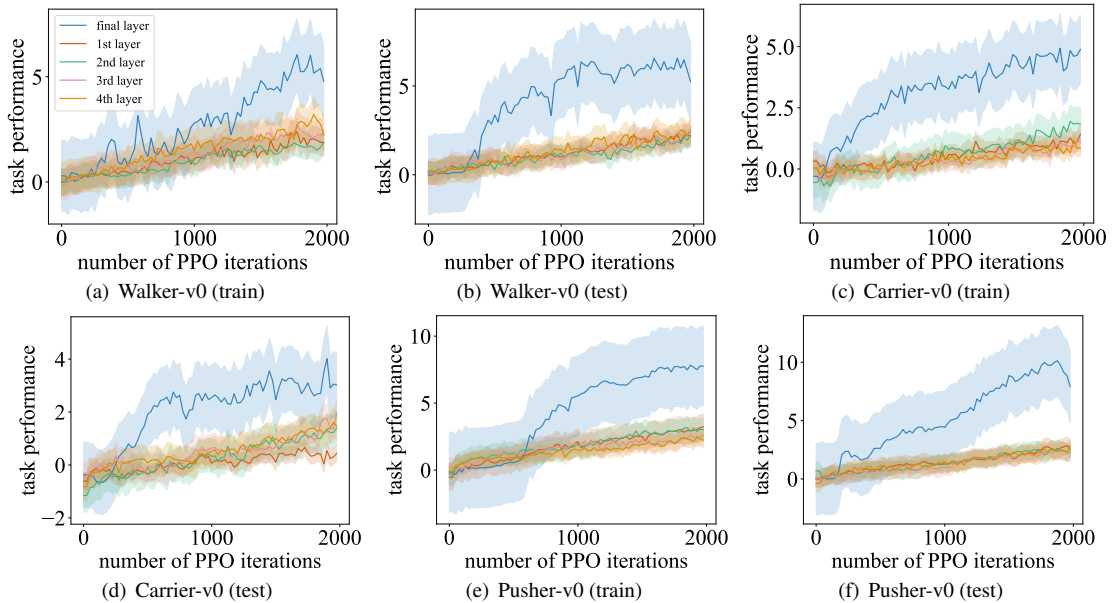 task performance
5
0
final layer
1st layer
2nd layer
3rd layer
4th layer
0 1000 2000
number of PPO iterations
(a) Walker-v0 (train)
task performance
5
0
0 1000 2000
number of PPO iterations
(b) Walker-v0 (test)
task performance
5.0
2.5
0.0
0 1000 2000
number of PPO iterations
(c) Carrier-v0 (train)
task performance
4
2
0
−2
0 1000 2000
number of PPO iterations
(d) Carrier-v0 (test)
task performance
10
5
0
0 1000 2000
number of PPO iterations
(e) Pusher-v0 (train)
task performance
10
5
0
0 1000 2000
number of PPO iterations
(f) Pusher-v0 (test)